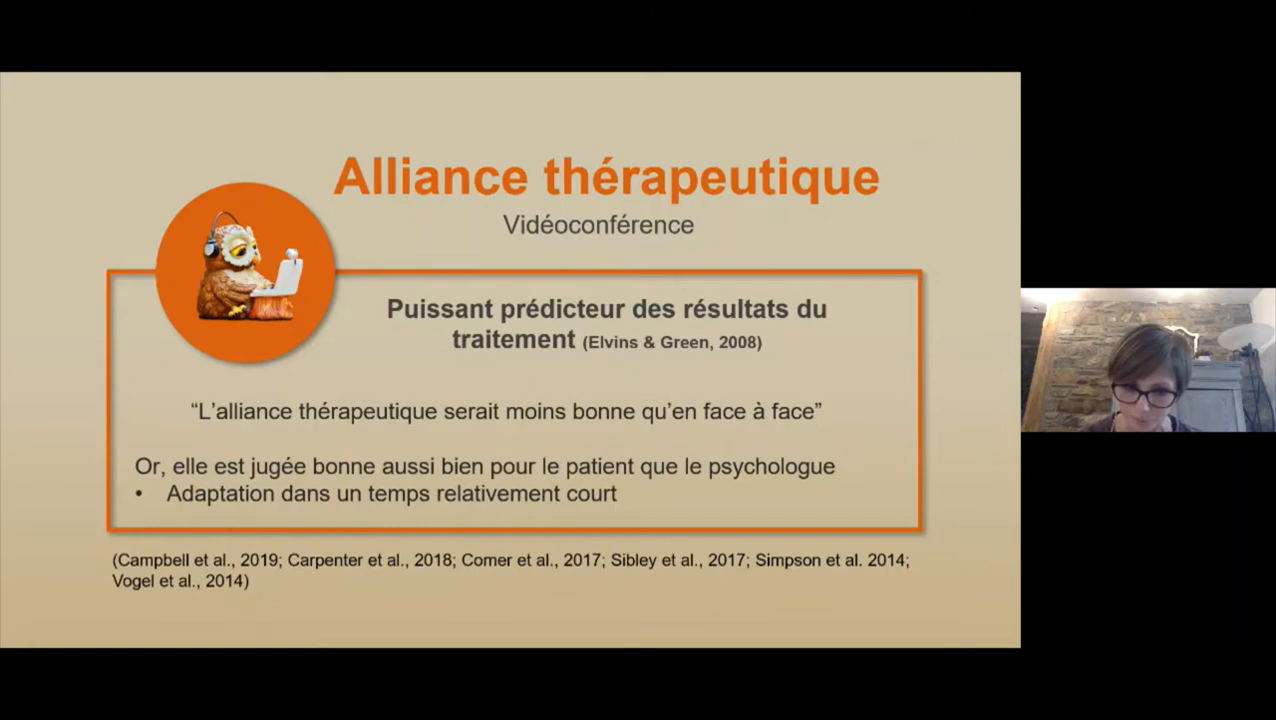 Alliance thérapeutique
Vidéoconférence
Puissant prédicteur des résultats du
traitement (Elvins & Green, 2008)
“L’alliance thérapeutique serait moins bonne qu’en face à face”
Or, elle est jugée bonne aussi bien pour le patient que le psychologue
• Adaptation dans un temps relativement court
(Campbell et al., 2019; Carpenter et al., 2018; Comer et al., 2017; Sibley et al., 2017; Simpson et al. 2014;
Vogel et al., 2014)